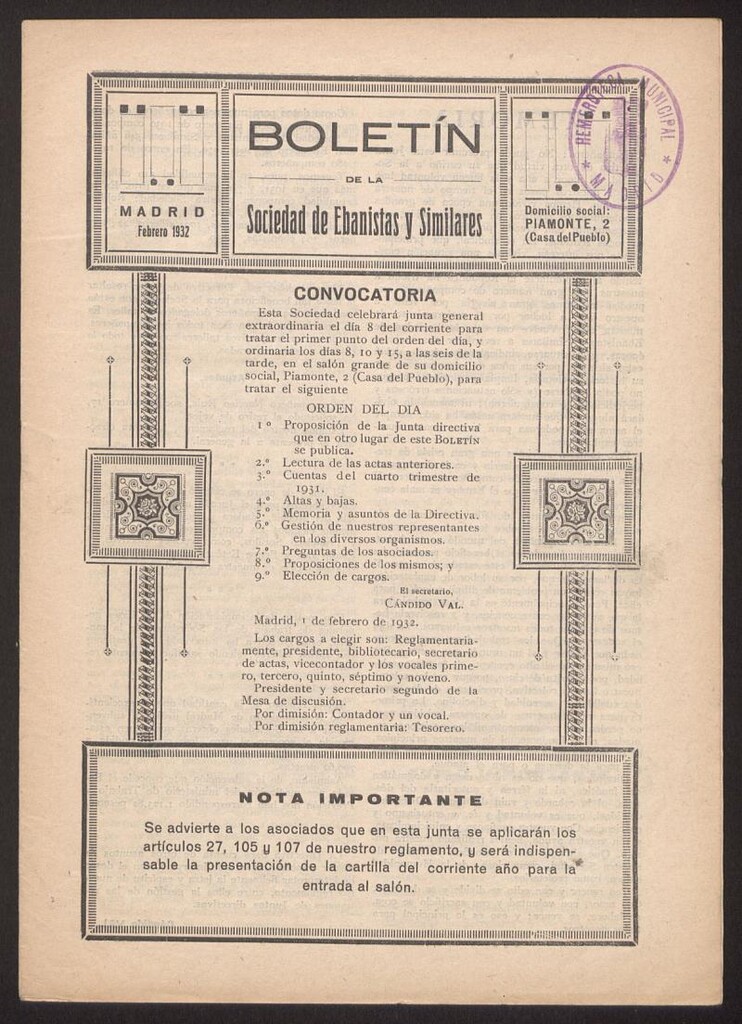 BOLETÍN
DE LA
Sociedad de Ebanistas y Similares
MADRID
Febrero 1932
Domicilio social:
PIAMONTE, 2
(Casa del Pueblo)
HEMEROTECA MUNICIPAL
* MADRID *
CONVOCATORIA
Esta Sociedad celebrará junta general
extraordinaria el día 8 del corriente para
tratar el primer punto del orden del día, y
ordinaria los días 8, 10 y 15, a las seis de la
tarde, en el salón grande de su domicilio
social, Piamonte, 2 (Casa del Pueblo), para
tratar el siguiente
ORDEN DEL DIA
1º Proposición de la Junta directiva
que en otro lugar de este BOLETÍN
se publica.
2.º Lectura de las actas anteriores.
3.º Cuentas del cuarto trimestre de
1931.
4.º Altas y bajas.
5.º Memoria y asuntos de la Directiva.
6.º Gestión de nuestros representantes
en los diversos organismos.
7.º Preguntas de los asociados.
8.º Proposiciones de los mismos; y
9.º Elección de cargos.
El secretario,
CÁNDIDO VAL.
Madrid, 1 de febrero de 1932.
Los cargos a elegir son: Reglamentaria-
mente, presidente, bibliotecario, secretario
de actas, vicecontador y los vocales prime-
ro, tercero, quinto, séptimo y noveno.
Presidente y secretario segundo de la
Mesa de discusión.
Por dimisión: Contador y un vocal.
Por dimisión reglamentaria: Tesorero.
NOTA IMPORTANTE
Se advierte a los asociados que en esta junta se aplicarán los
artículos 27, 105 y 107 de nuestro reglamento, y será indispen-
sable la presentación de la cartilla del corriente año para la
entrada al salón.